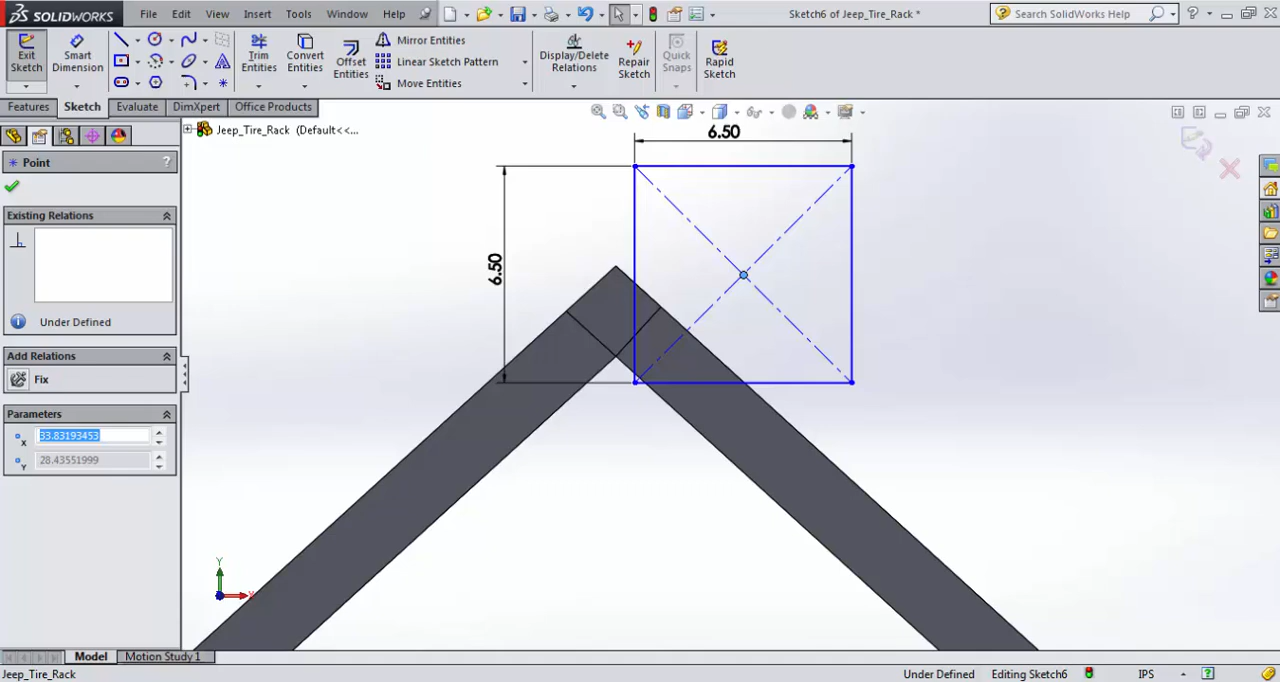 SOLIDWORKS File Edit View Insert Tools Window Help Sketch6 of Jeep_Tire_Rack * Search SolidWorks Help
Exit Sketch
Smart Dimension
Trim Entities
Convert Entities
Offset Entities
Mirror Entities
Linear Sketch Pattern
Move Entities
Display/Delete Relations
Repair Sketch
Quick Snaps
Rapid Sketch
Features Sketch Evaluate DimXpert Office Products
Jeep_Tire_Rack (Default<<...
Point ?
Existing Relations
Under Defined
Add Relations
Fix
Parameters
x 33.83193453
Y 28.43551999
6.50
6.50
Y
X
Model Motion Study 1
Jeep_Tire_Rack Under Defined Editing Sketch6 IPS